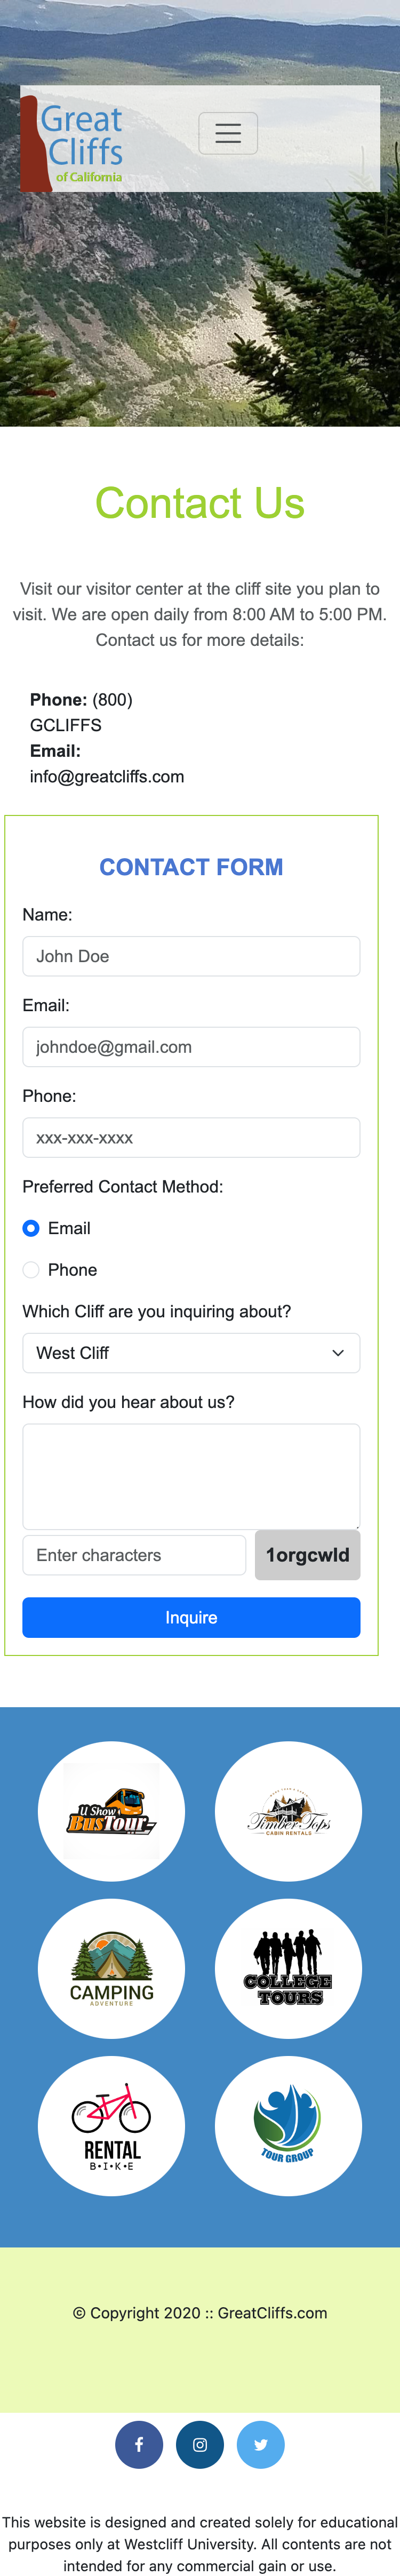 Great
Cliffs
of California
Contact Us
Visit our visitor center at the cliff site you plan to
visit. We are open daily from 8:00 AM to 5:00 PM.
Contact us for more details:
Phone: (800)
GCLIFFS
Email:
info@greatcliffs.com
CONTACT FORM
Name:
John Doe
Email:
johndoe@gmail.com
Phone:
xxx-xxx-xxxx
Preferred Contact Method:
Email
Phone
Which Cliff are you inquiring about?
West Cliff
How did you hear about us?
Enter characters
1orgcwld
Inquire
U Show
BusTour
Timber Tops
CABIN RENTALS
CAMPING
ADVENTURE
COLLEGE
TOURS
RENTAL
B•I•K•E
TOUR GROUP
© Copyright 2020 :: GreatCliffs.com
This website is designed and created solely for educational
purposes only at Westcliff University. All contents are not
intended for any commercial gain or use.